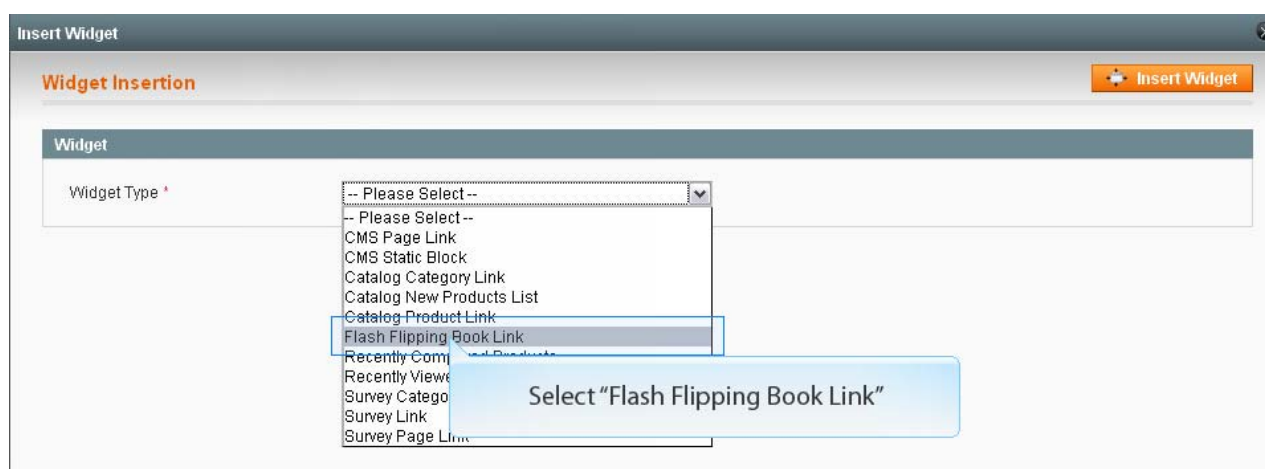 Insert Widget
Widget Insertion
Insert Widget
Widget
Widget Type *
-- Please Select --
-- Please Select --
CMS Page Link
CMS Static Block
Catalog Category Link
Catalog New Products List
Catalog Product Link
Flash Flipping Book Link
Recently Products
Recently
Select "Flash Flipping Book Link"
Survey
Survey Link
Survey Page Link